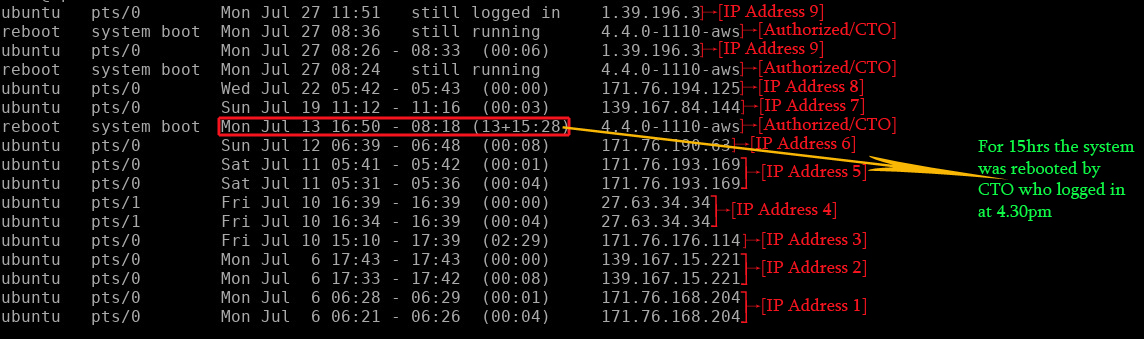 ubuntu pts/0 Mon Jul 27 11:51 still logged in 1.39.196.3 [IP Address 9]
reboot system boot Mon Jul 27 08:36 still running 4.4.0-1110-aws [Authorized/CTO]
ubuntu pts/0 Mon Jul 27 08:26 - 08:33 (00:06) 1.39.196.3 [IP Address 9]
reboot system boot Mon Jul 27 08:24 still running 4.4.0-1110-aws [Authorized/CTO]
ubuntu pts/0 Wed Jul 22 05:42 - 05:43 (00:00) 171.76.194.125 [IP Address 8]
ubuntu pts/0 Sun Jul 19 11:12 - 11:16 (00:03) 139.167.84.144 [IP Address 7]
reboot system boot Mon Jul 13 16:50 - 08:18 (13+15:28) 4.4.0-1110-aws [Authorized/CTO]
ubuntu pts/0 Sun Jul 12 06:39 - 06:48 (00:08) [IP Address 6]
ubuntu pts/0 Sat Jul 11 05:41 - 05:42 (00:01) 171.76.193.169
ubuntu pts/0 Sat Jul 11 05:31 - 05:36 (00:04) 171.76.193.169 [IP Address 5]
ubuntu pts/1 Fri Jul 10 16:39 - 16:39 (00:00) 27.63.34.34
ubuntu pts/1 Fri Jul 10 16:34 - 16:39 (00:04) 27.63.34.34 [IP Address 4]
ubuntu pts/0 Fri Jul 10 15:10 - 17:39 (02:29) 171.76.176.114 [IP Address 3]
ubuntu pts/0 Mon Jul 6 17:43 - 17:43 (00:00) 139.167.15.221
ubuntu pts/0 Mon Jul 6 17:33 - 17:42 (00:08) 139.167.15.221 [IP Address 2]
ubuntu pts/0 Mon Jul 6 06:28 - 06:29 (00:01) 171.76.168.204
ubuntu pts/0 Mon Jul 6 06:21 - 06:26 (00:04) 171.76.168.204 [IP Address 1]
For 15hrs the system
was rebooted by
CTO who logged in
at 4.30pm